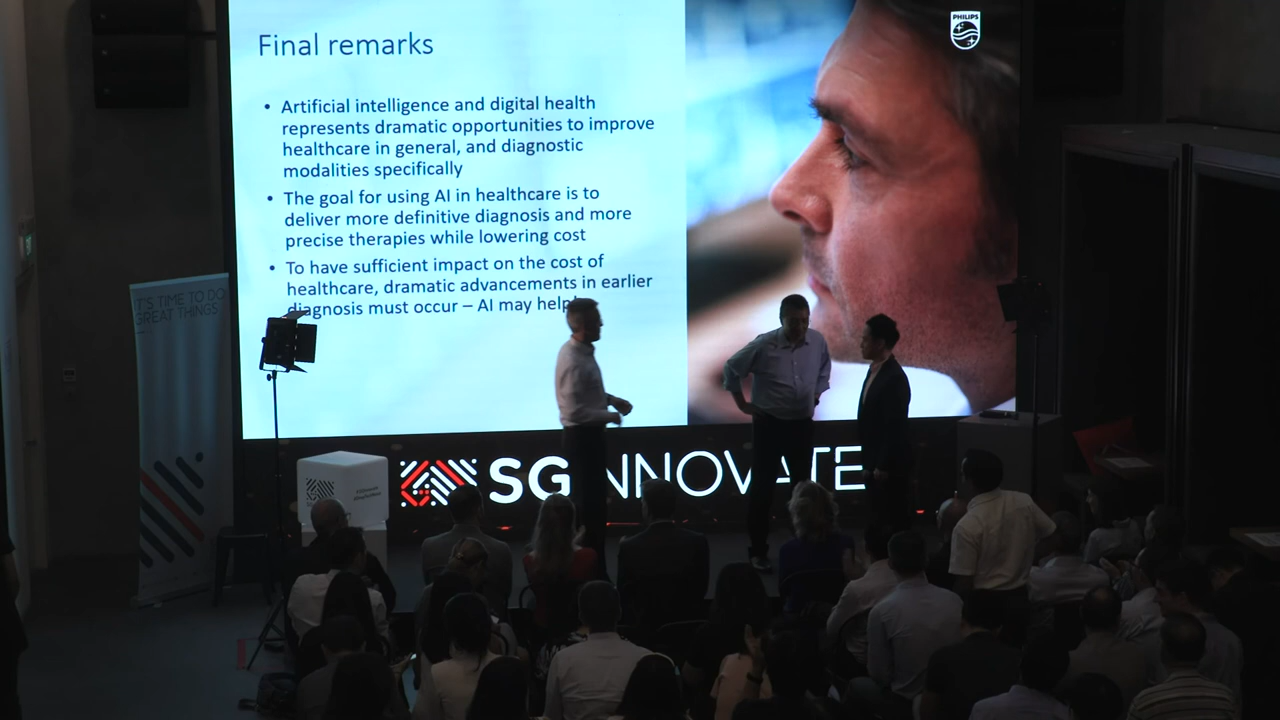 PHILIPS
Final remarks
• Artificial intelligence and digital health
represents dramatic opportunities to improve
healthcare in general, and diagnostic
modalities specifically
• The goal for using AI in healthcare is to
deliver more definitive diagnosis and more
precise therapies while lowering cost
• To have sufficient impact on the cost of
healthcare, dramatic advancements in earlier
diagnosis must occur – AI may help
IT'S TIME TO DO
GREAT THINGS
SGINNOVATE